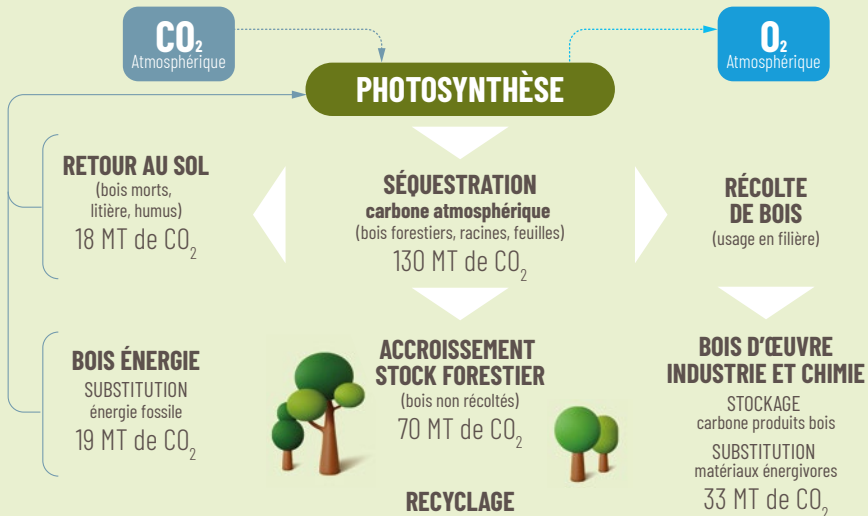 CO₂
Atmosphérique
O₂
Atmosphérique
PHOTOSYNTHÈSE
RETOUR AU SOL
(bois morts,
litière, humus)
18 MT de CO₂
SÉQUESTRATION
carbone atmosphérique
(bois forestiers, racines, feuilles)
130 MT de CO₂
RÉCOLTE
DE BOIS
(usage en filière)
BOIS ÉNERGIE
SUBSTITUTION
énergie fossile
19 MT de CO₂
ACCROISSEMENT
STOCK FORESTIER
(bois non récoltés)
70 MT de CO₂
BOIS D'ŒUVRE
INDUSTRIE ET CHIMIE
STOCKAGE
carbone produits bois
SUBSTITUTION
matériaux énergivores
33 MT de CO₂
RECYCLAGE